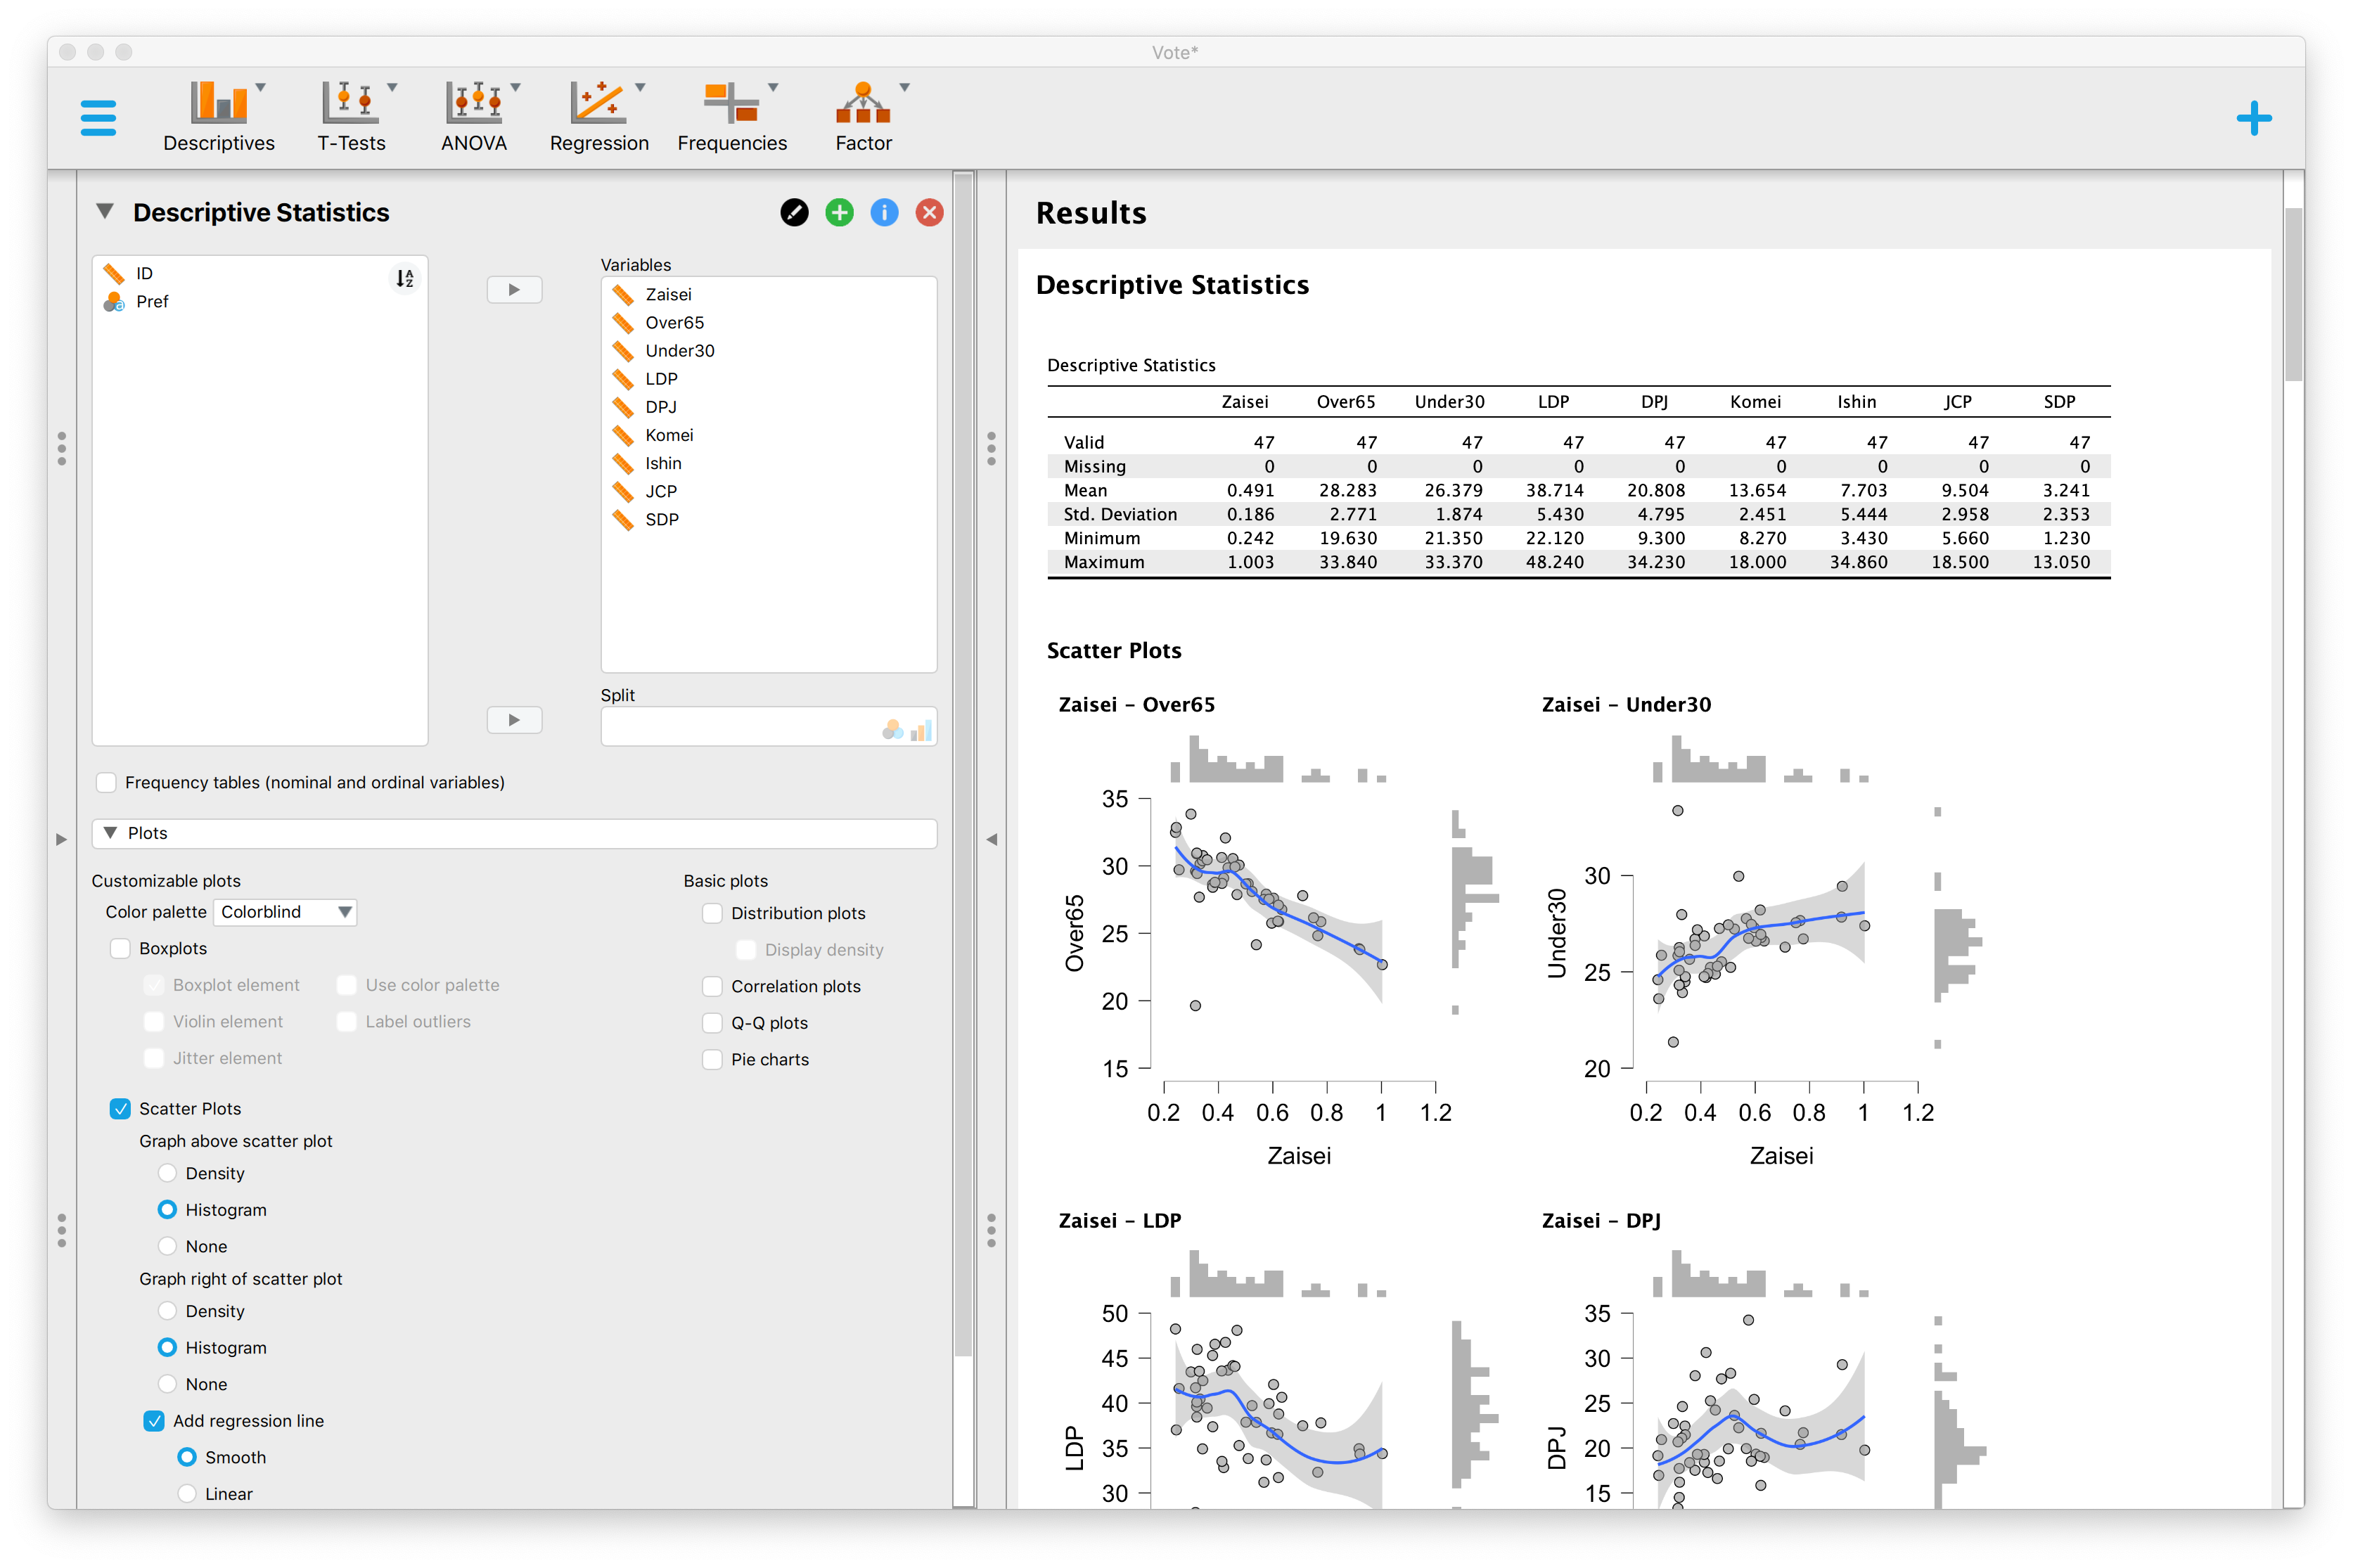 Vote*
Descriptives T-Tests ANOVA Regression Frequencies Factor
Descriptive Statistics
ID
Pref
Variables
Zaisei
Over65
Under30
LDP
DPJ
Komei
Ishin
JCP
SDP
Split
Frequency tables (nominal and ordinal variables)
Plots
Customizable plots
Color palette Colorblind
Boxplots
Boxplot element Use color palette
Violin element Label outliers
Jitter element
Basic plots
Distribution plots
Display density
Correlation plots
Q-Q plots
Pie charts
Scatter Plots
Graph above scatter plot
Density
Histogram
None
Graph right of scatter plot
Density
Histogram
None
Add regression line
Smooth
Linear
Results
Descriptive Statistics
Descriptive Statistics
Zaisei Over65 Under30 LDP DPJ Komei Ishin JCP SDP
Valid 47 47 47 47 47 47 47 47 47
Missing 0 0 0 0 0 0 0 0 0
Mean 0.491 28.283 26.379 38.714 20.808 13.654 7.703 9.504 3.241
Std. Deviation 0.186 2.771 1.874 5.430 4.795 2.451 5.444 2.958 2.353
Minimum 0.242 19.630 21.350 22.120 9.300 8.270 3.430 5.660 1.230
Maximum 1.003 33.840 33.370 48.240 34.230 18.000 34.860 18.500 13.050
Scatter Plots
Zaisei – Over65
35
30
25
20
15
Over65
0.2 0.4 0.6 0.8 1 1.2
Zaisei
Zaisei – Under30
30
25
20
Under30
0.2 0.4 0.6 0.8 1 1.2
Zaisei
Zaisei – LDP
50
45
40
35
30
LDP
Zaisei – DPJ
35
30
25
20
15
DPJ